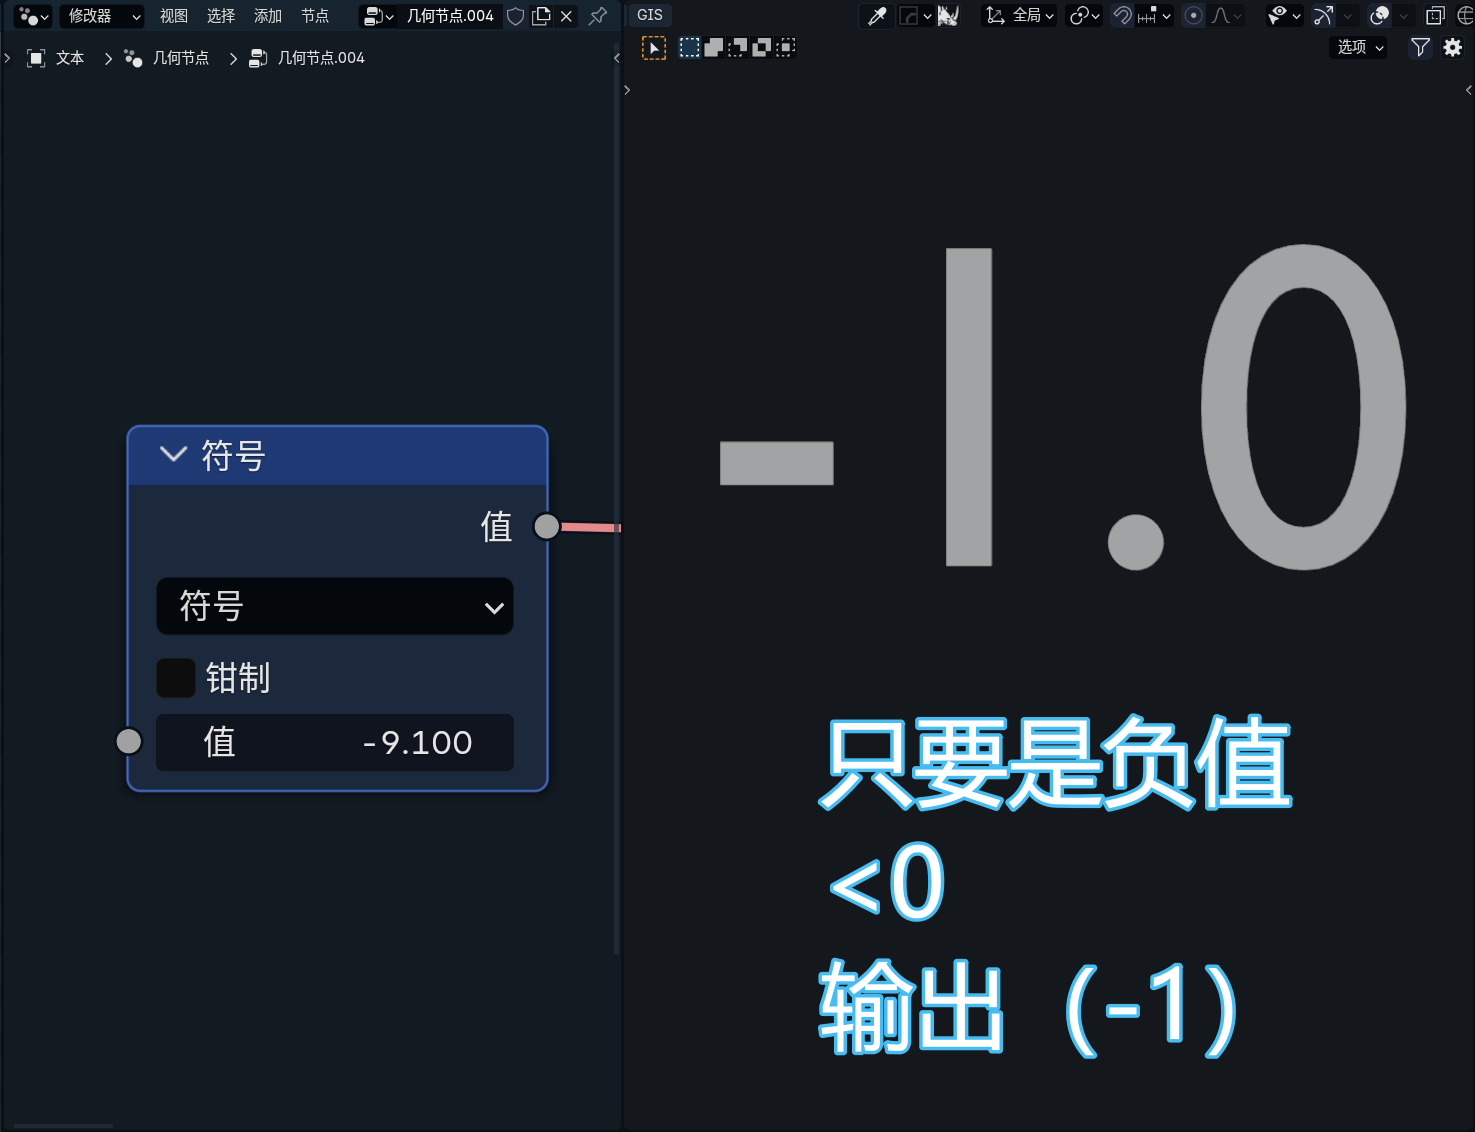 修改器 视图 选择 添加 节点 几何节点.004
文本 几何节点 几何节点.004
符号
值
符号
钳制
值 -9.100
GIS 全局
选项
-1.0
只要是负值
<0
输出（-1）